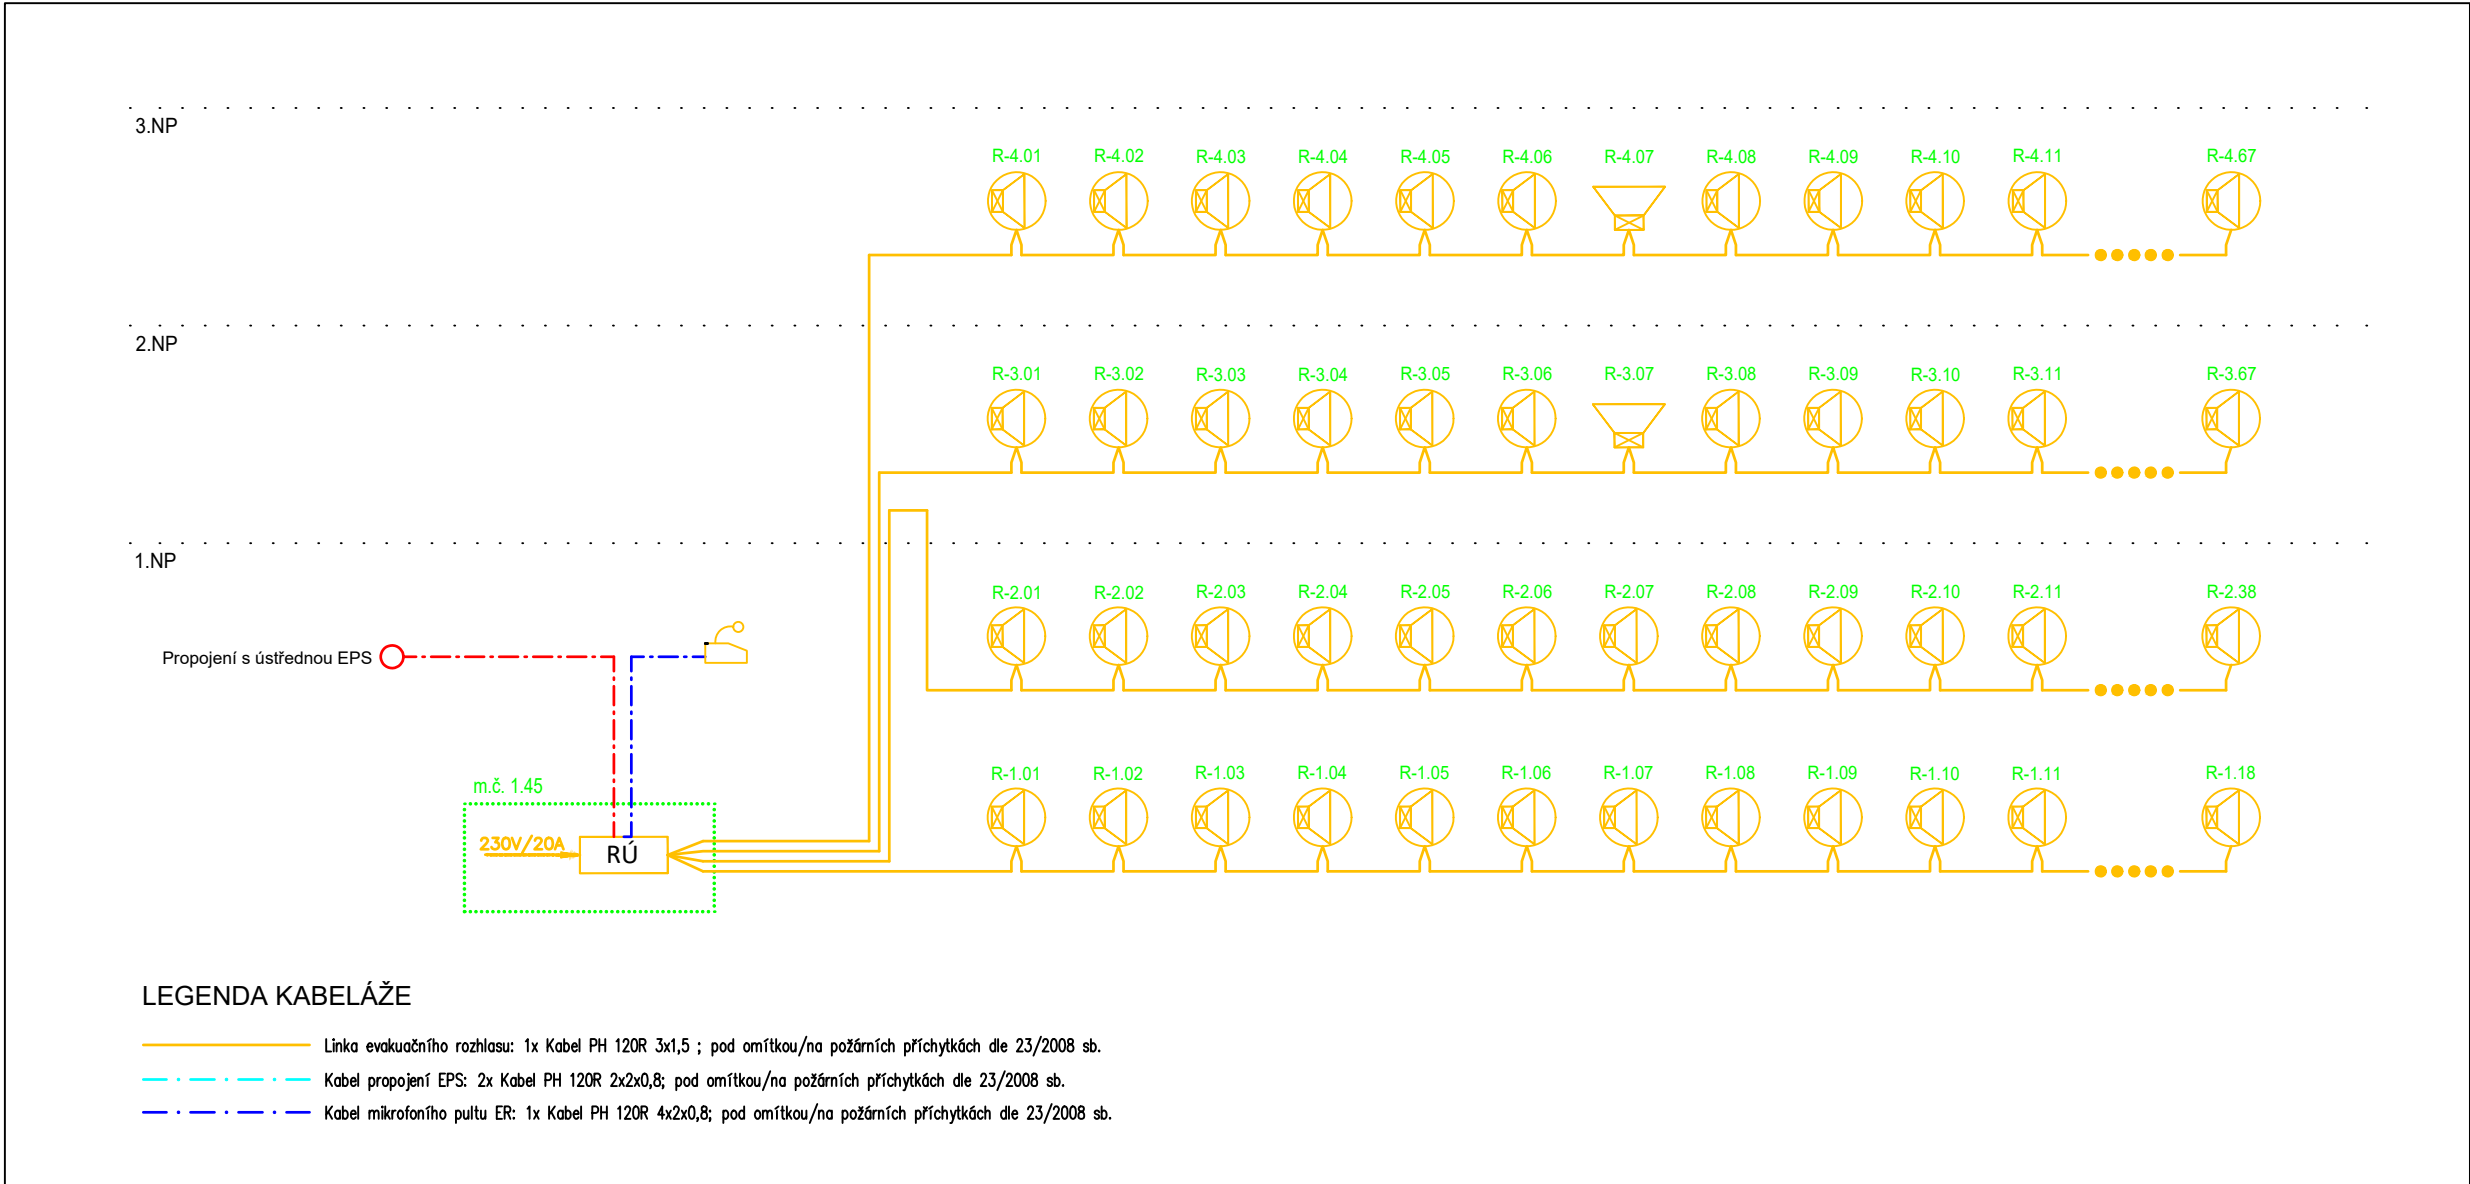 3.NP
R-4.01 R-4.02 R-4.03 R-4.04 R-4.05 R-4.06 R-4.07 R-4.08 R-4.09 R-4.10 R-4.11 R-4.67
2.NP
R-3.01 R-3.02 R-3.03 R-3.04 R-3.05 R-3.06 R-3.07 R-3.08 R-3.09 R-3.10 R-3.11 R-3.67
1.NP
R-2.01 R-2.02 R-2.03 R-2.04 R-2.05 R-2.06 R-2.07 R-2.08 R-2.09 R-2.10 R-2.11 R-2.38
Propojení s ústřednou EPS
R-1.01 R-1.02 R-1.03 R-1.04 R-1.05 R-1.06 R-1.07 R-1.08 R-1.09 R-1.10 R-1.11 R-1.18
m.č. 1.45
230V/20A
RÚ
LEGENDA KABELÁŽE
Linka evakuačního rozhlasu: 1x Kabel PH 120R 3x1,5 ; pod omítkou/na požárních příchytkách dle 23/2008 sb.
Kabel propojení EPS: 2x Kabel PH 120R 2x2x0,8; pod omítkou/na požárních příchytkách dle 23/2008 sb.
Kabel mikrofoního pultu ER: 1x Kabel PH 120R 4x2x0,8; pod omítkou/na požárních příchytkách dle 23/2008 sb.